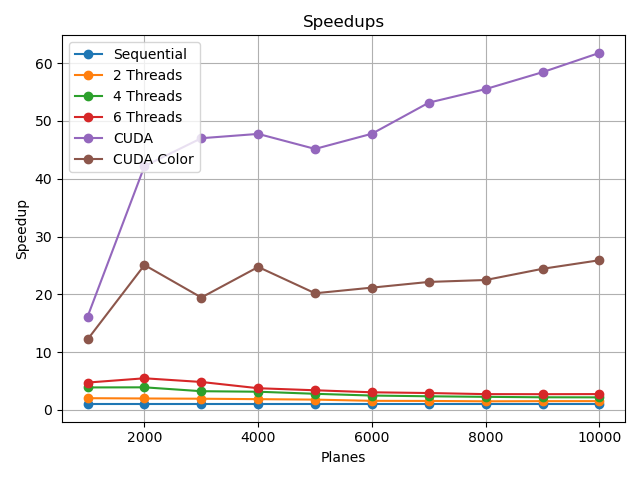 Speedups
Sequential
2 Threads
4 Threads
6 Threads
CUDA
CUDA Color
Speedup
60
50
40
30
20
10
0
2000 4000 6000 8000 10000
Planes